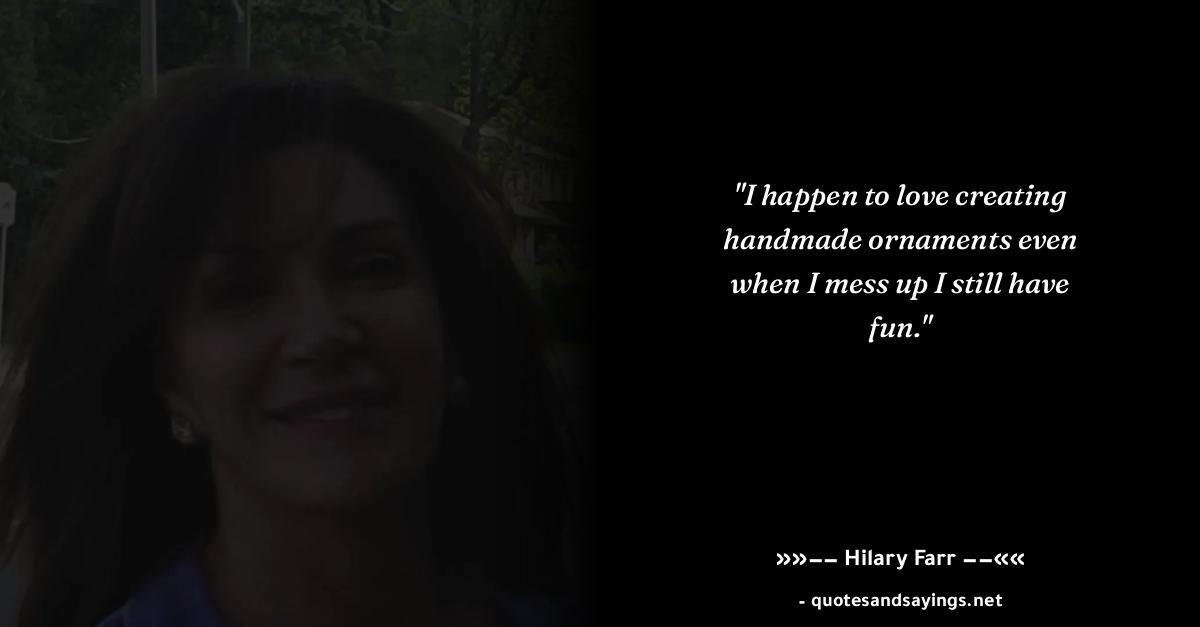 "I happen to love creating
handmade ornaments even
when I mess up I still have
fun."
»»−− Hilary Farr −−««
- quotesandsayings.net